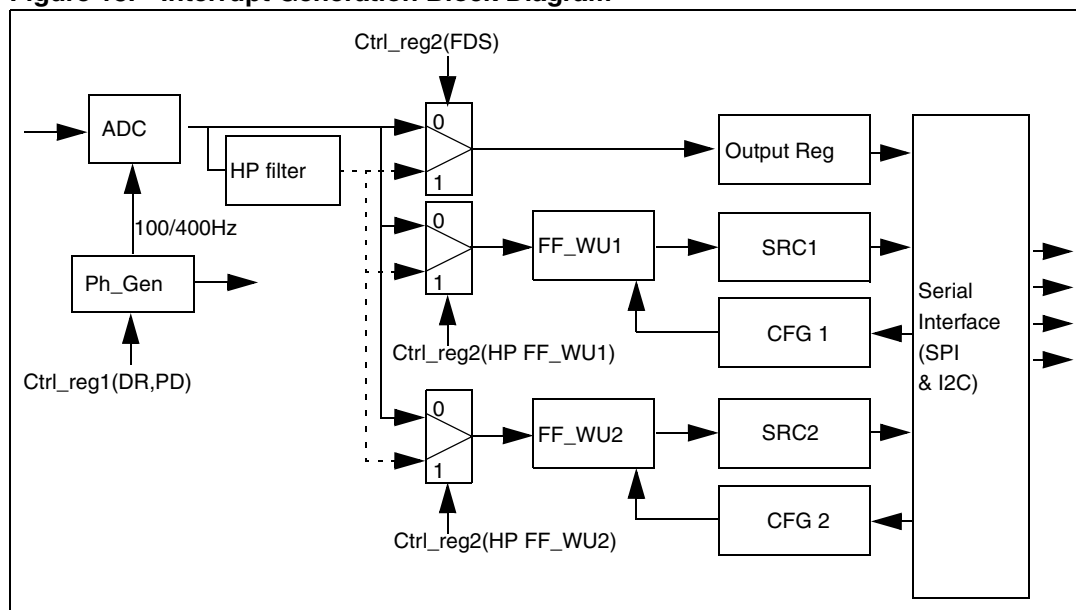 Figure 10. Interrupt Generation Block Diagram
Ctrl_reg2(FDS)
ADC
0
1
HP filter
Output Reg
100/400Hz
Ph_Gen
Ctrl_reg1(DR,PD)
0
1
FF_WU1
SRC1
CFG 1
Ctrl_reg2(HP FF_WU1)
Serial
Interface
(SPI
& I2C)
0
1
FF_WU2
SRC2
CFG 2
Ctrl_reg2(HP FF_WU2)